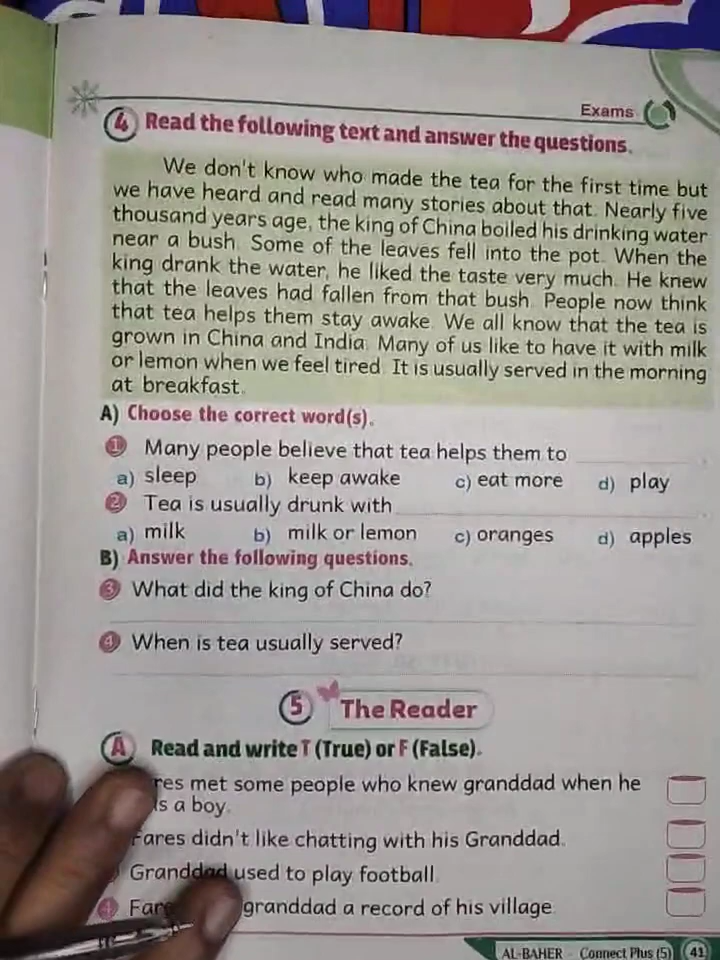 Exams
4 Read the following text and answer the questions.
We don't know who made the tea for the first time but
we have heard and read many stories about that. Nearly five
thousand years age, the king of China boiled his drinking water
near a bush. Some of the leaves fell into the pot. When the
king drank the water, he liked the taste very much. He knew
that the leaves had fallen from that bush. People now think
that tea helps them stay awake. We all know that the tea is
grown in China and India. Many of us like to have it with milk
or lemon when we feel tired. It is usually served in the morning
at breakfast.
A) Choose the correct word(s).
1 Many people believe that tea helps them to
a) sleep b) keep awake c) eat more d) play
2 Tea is usually drunk with
a) milk b) milk or lemon c) oranges d) apples
B) Answer the following questions.
3 What did the king of China do?
4 When is tea usually served?
5 The Reader
A Read and write T (True) or F (False).
res met some people who knew granddad when he
s a boy.
Fares didn't like chatting with his Granddad.
Granddad used to play football.
4 granddad a record of his village.
AL-BAHER - Connect Plus (5) 41